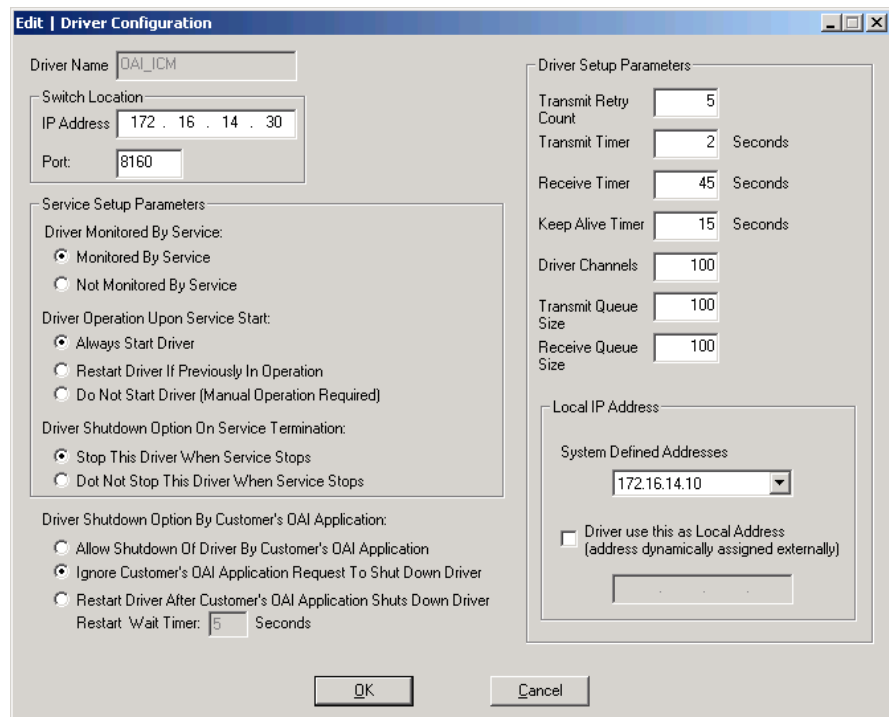 Edit | Driver Configuration
Driver Name OAI_ICM
Switch Location
IP Address 172 . 16 . 14 . 30
Port: 8160
Service Setup Parameters
Driver Monitored By Service:
Monitored By Service
Not Monitored By Service
Driver Operation Upon Service Start:
Always Start Driver
Restart Driver If Previously In Operation
Do Not Start Driver (Manual Operation Required)
Driver Shutdown Option On Service Termination:
Stop This Driver When Service Stops
Dot Not Stop This Driver When Service Stops
Driver Shutdown Option By Customer's OAI Application:
Allow Shutdown Of Driver By Customer's OAI Application
Ignore Customer's OAI Application Request To Shut Down Driver
Restart Driver After Customer's OAI Application Shuts Down Driver
Restart Wait Timer: 5 Seconds
Driver Setup Parameters
Transmit Retry
Count 5
Transmit Timer 2 Seconds
Receive Timer 45 Seconds
Keep Alive Timer 15 Seconds
Driver Channels 100
Transmit Queue
Size 100
Receive Queue
Size 100
Local IP Address
System Defined Addresses
172.16.14.10
Driver use this as Local Address
(address dynamically assigned externally)
. . .
OK
Cancel